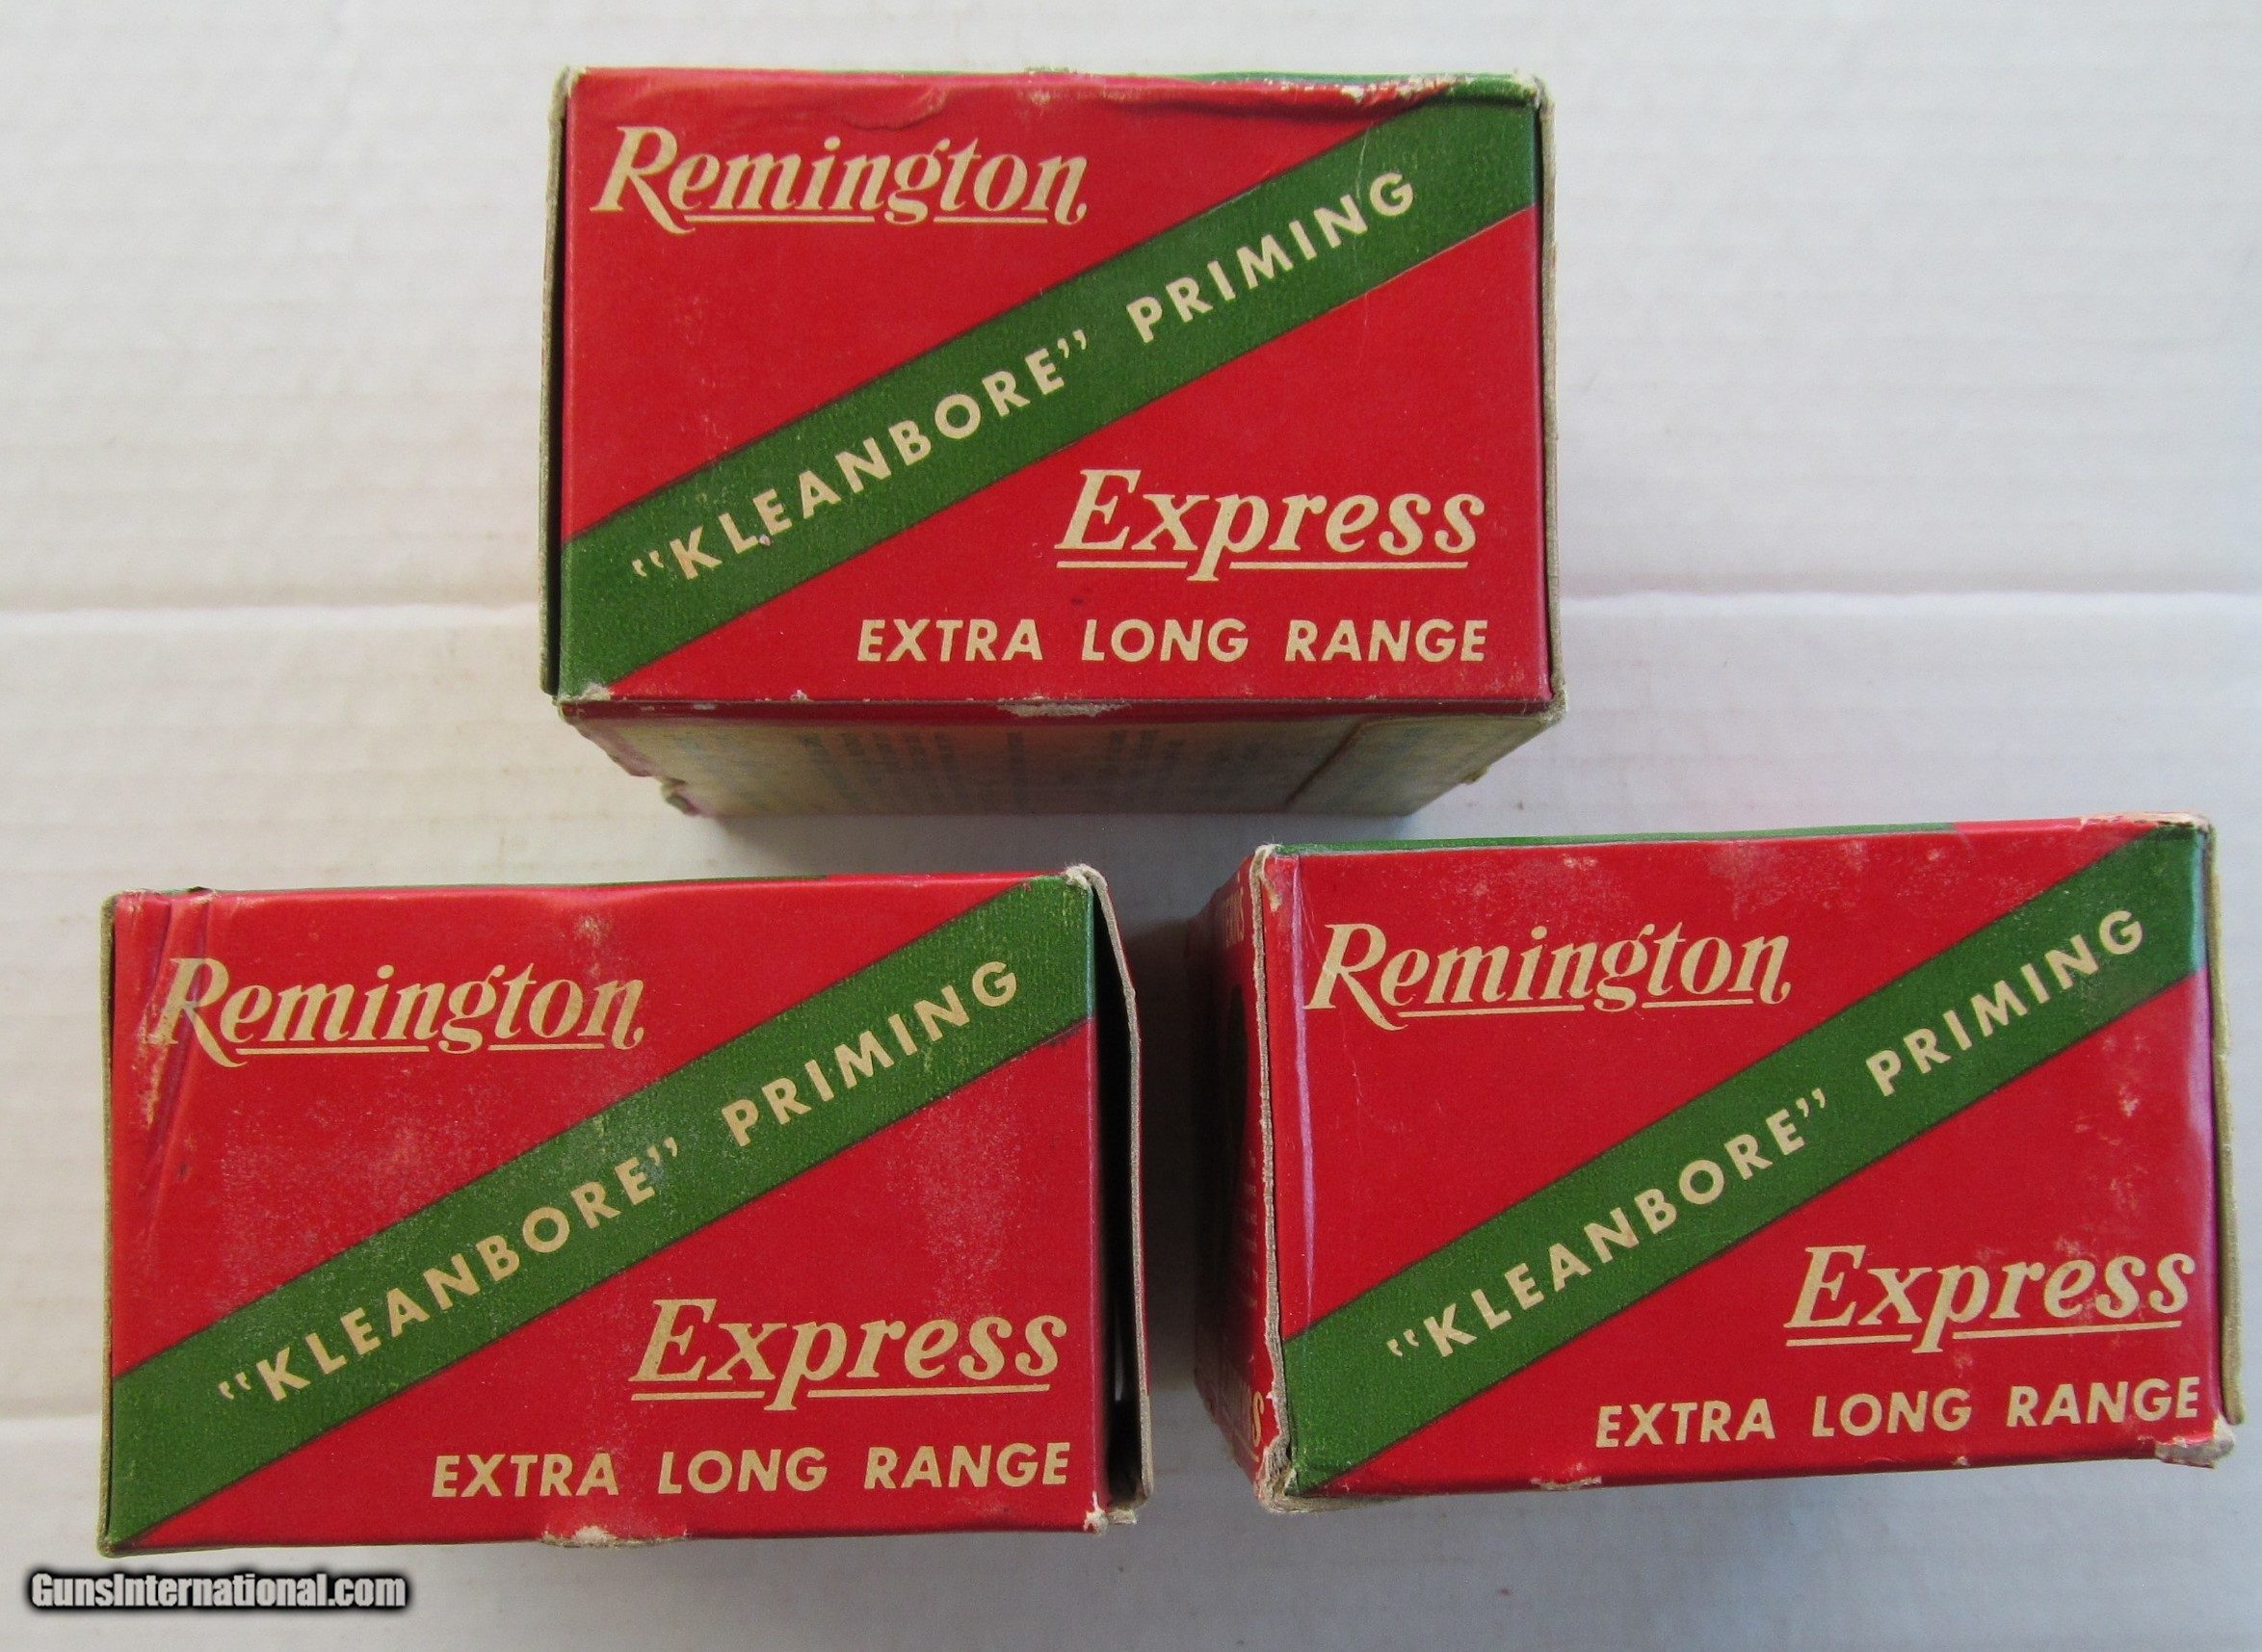 Remington
"KLEANBORE" PRIMING
Express
EXTRA LONG RANGE
Remington
"KLEANBORE" PRIMING
Express
EXTRA LONG RANGE
Remington
"KLEANBORE" PRIMING
Express
EXTRA LONG RANGE
GunsInternational.com